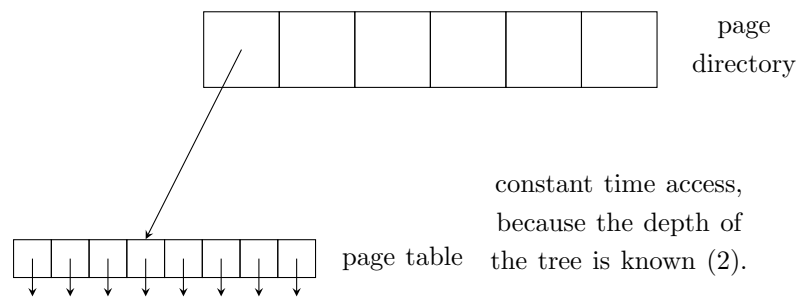 page
directory
constant time access,
because the depth of
the tree is known (2).
page table